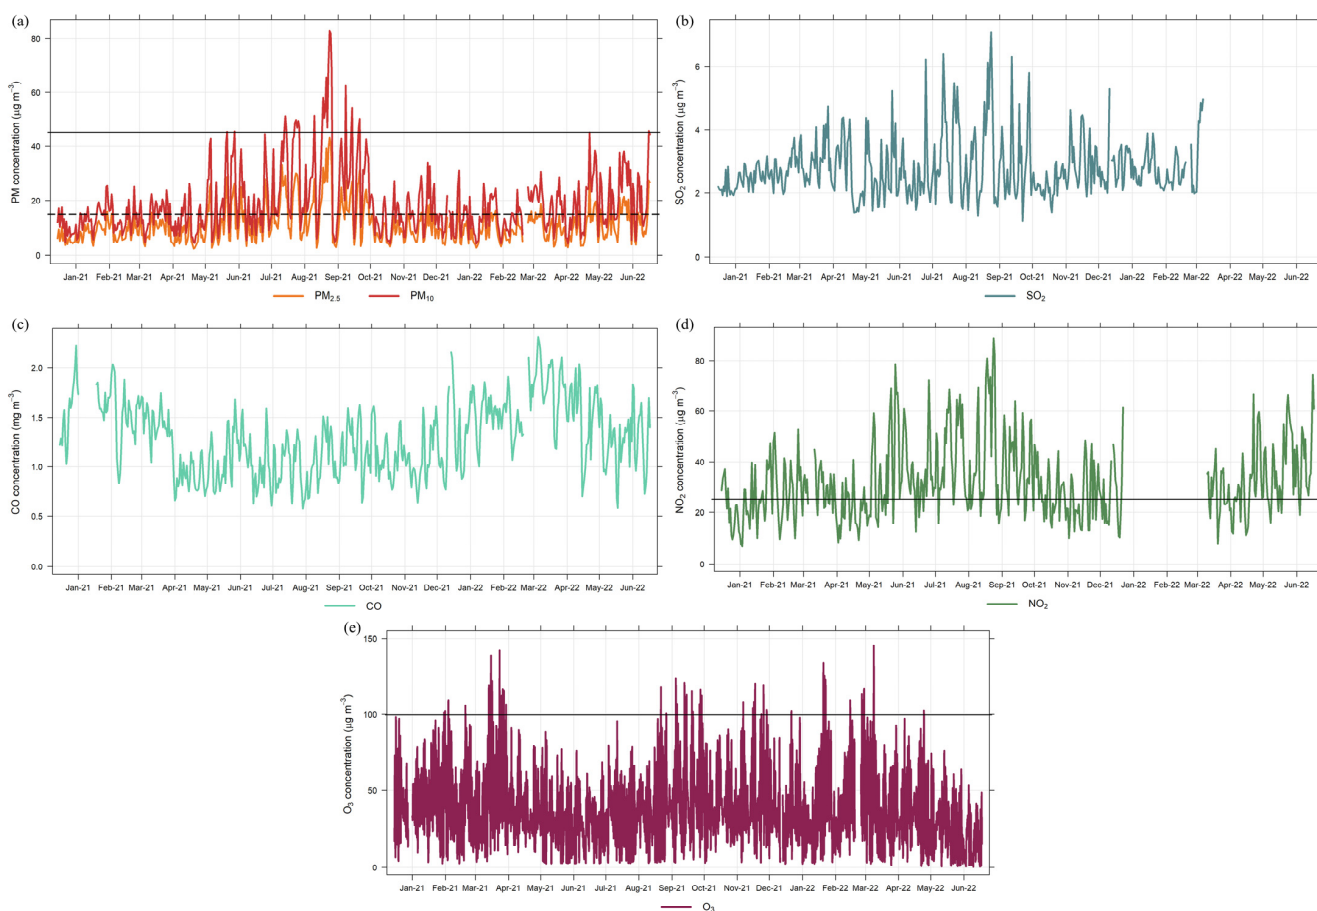 (a)
PM concentration (µg m⁻³)
80
60
40
20
0
Jan-21 Feb-21 Mar-21 Apr-21 May-21 Jun-21 Jul-21 Aug-21 Sep-21 Oct-21 Nov-21 Dec-21 Jan-22 Feb-22 Mar-22 Apr-22 May-22 Jun-22
PM₂.₅ PM₁₀
(b)
SO₂ concentration (µg m⁻³)
6
4
2
0
Jan-21 Feb-21 Mar-21 Apr-21 May-21 Jun-21 Jul-21 Aug-21 Sep-21 Oct-21 Nov-21 Dec-21 Jan-22 Feb-22 Mar-22 Apr-22 May-22 Jun-22
SO₂
(c)
CO concentration (mg m⁻³)
2.0
1.5
1.0
0.5
0.0
Jan-21 Feb-21 Mar-21 Apr-21 May-21 Jun-21 Jul-21 Aug-21 Sep-21 Oct-21 Nov-21 Dec-21 Jan-22 Feb-22 Mar-22 Apr-22 May-22 Jun-22
CO
(d)
NO₂ concentration (µg m⁻³)
80
60
40
20
0
Jan-21 Feb-21 Mar-21 Apr-21 May-21 Jun-21 Jul-21 Aug-21 Sep-21 Oct-21 Nov-21 Dec-21 Jan-22 Feb-22 Mar-22 Apr-22 May-22 Jun-22
NO₂
(e)
O₃ concentration (µg m⁻³)
150
100
50
0
Jan-21 Feb-21 Mar-21 Apr-21 May-21 Jun-21 Jul-21 Aug-21 Sep-21 Oct-21 Nov-21 Dec-21 Jan-22 Feb-22 Mar-22 Apr-22 May-22 Jun-22
O₃